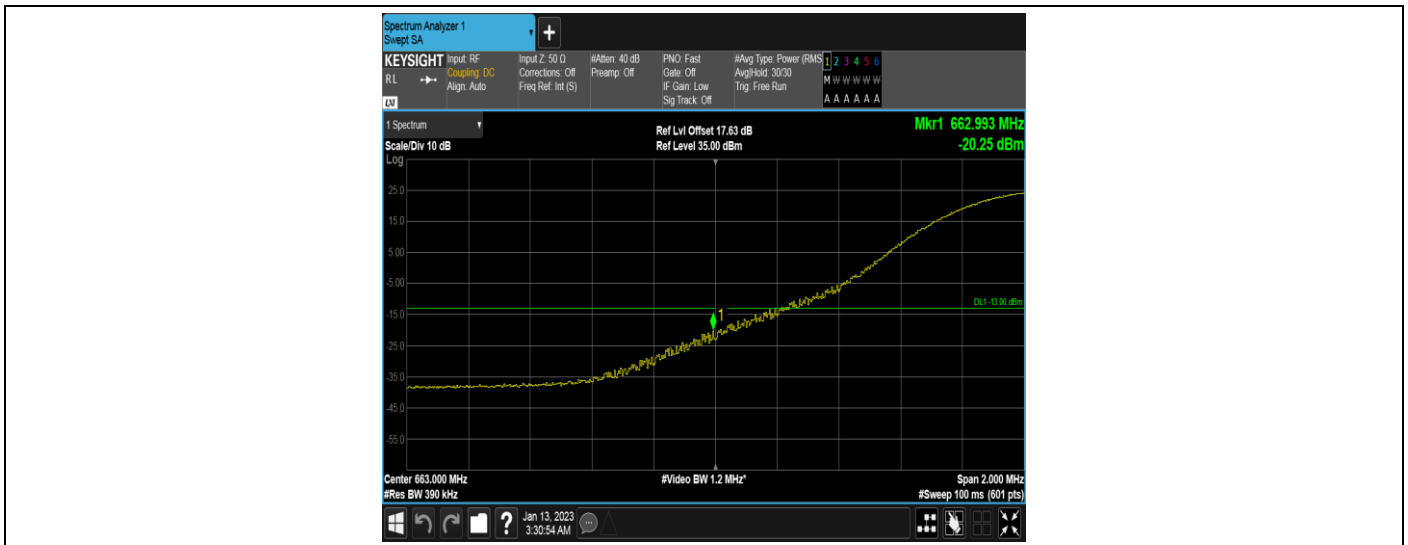 Spectrum Analyzer 1
Swept SA
+
KEYSIGHT Input: RF Input Z: 50 Ω #Atten: 40 dB PNO: Fast #Avg Type: Power (RMS 1 2 3 4 5 6
RL Coupling: DC Corrections: Off Preamp: Off Gate: Off Avg|Hold: 30/30 M W W W W W
Align: Auto Freq Ref: Int (S) IF Gain: Low Trig: Free Run
LXI Sig Track: Off A A A A A A
1 Spectrum Ref Lvl Offset 17.63 dB Mkr1 662.993 MHz
Scale/Div 10 dB Ref Level 35.00 dBm -20.25 dBm
Log
25.0
15.0
5.00
-5.00
DL1 -13.00 dBm
-15.0
1
-25.0
-35.0
-45.0
-55.0
Center 663.000 MHz #Video BW 1.2 MHz* Span 2.000 MHz
#Res BW 390 kHz #Sweep 100 ms (601 pts)
? Jan 13, 2023
3:30:54 AM